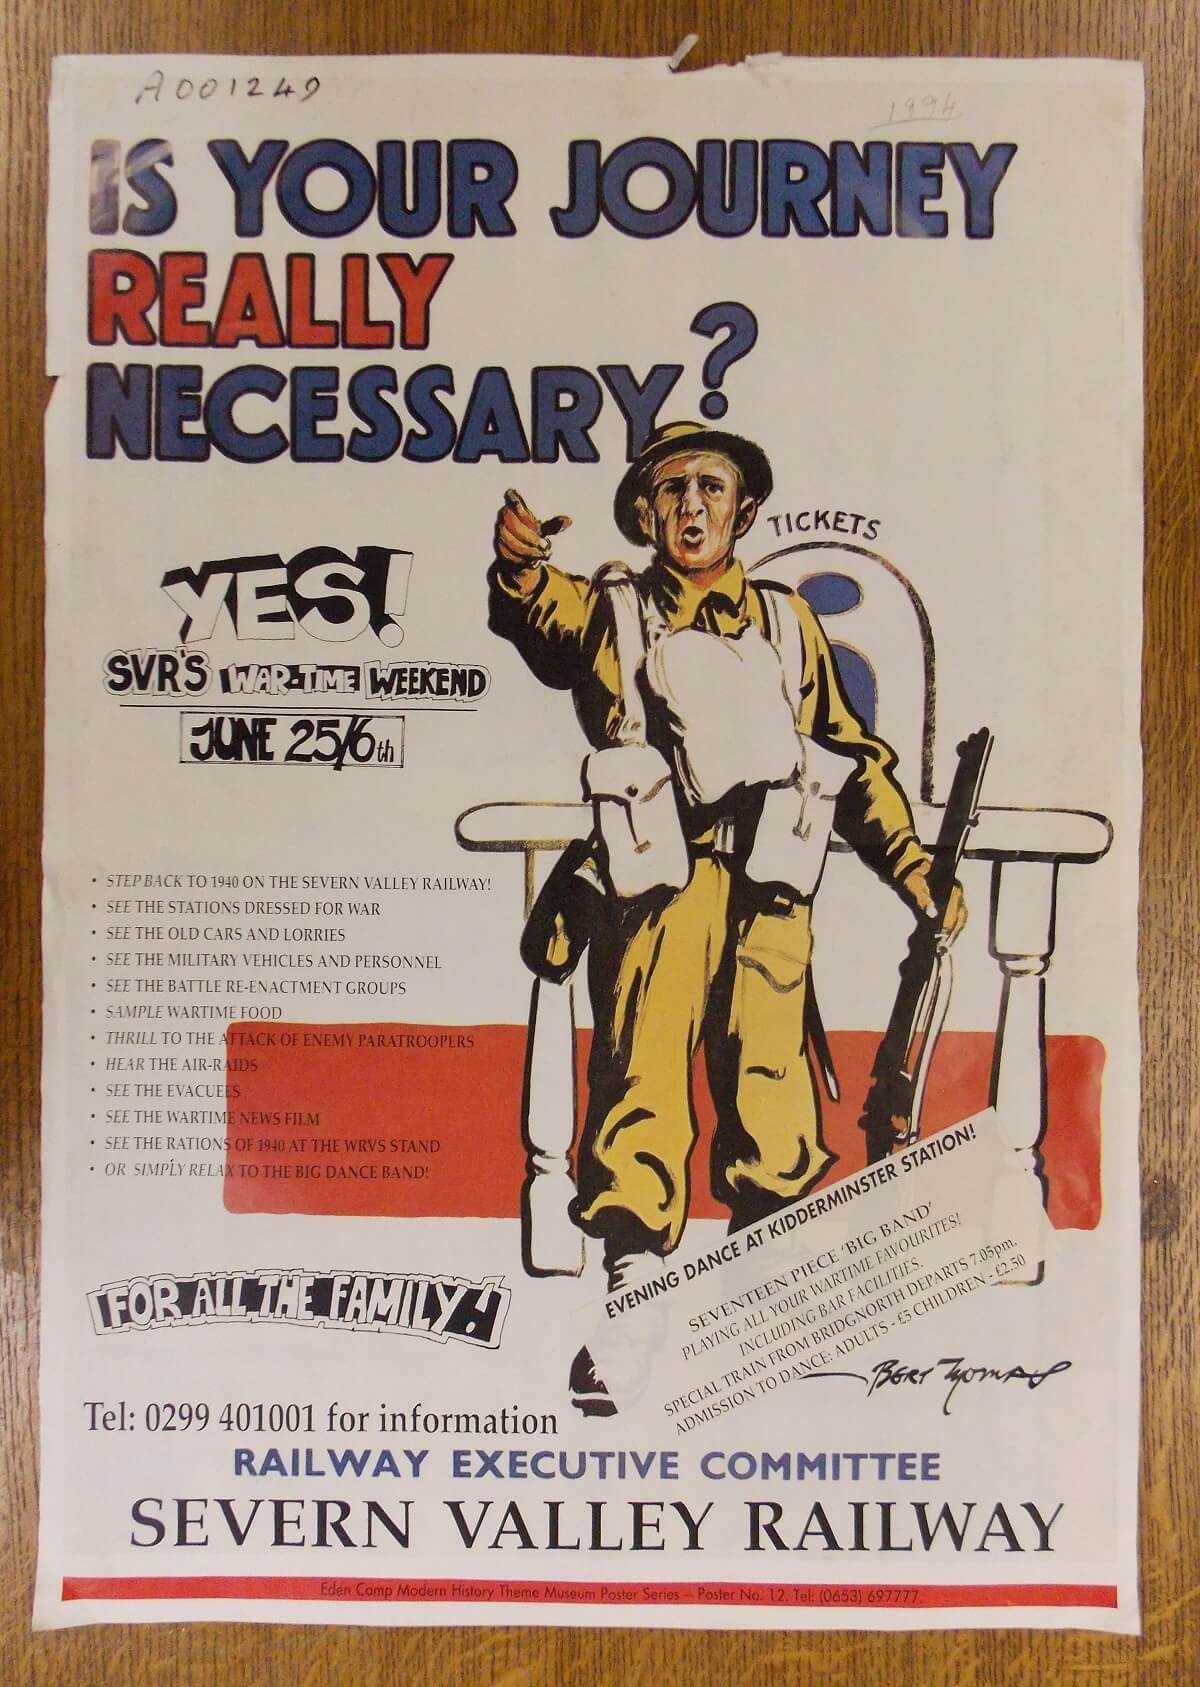 A001249
1994
IS YOUR JOURNEY
REALLY
NECESSARY?
TICKETS
YES!
SVR'S WAR-TIME WEEKEND
JUNE 25/6th
• STEP BACK TO 1940 ON THE SEVERN VALLEY RAILWAY!
• SEE THE STATIONS DRESSED FOR WAR
• SEE THE OLD CARS AND LORRIES
• SEE THE MILITARY VEHICLES AND PERSONNEL
• SEE THE BATTLE RE-ENACTMENT GROUPS
• SAMPLE WARTIME FOOD
• THRILL TO THE ATTACK OF ENEMY PARATROOPERS
• HEAR THE AIR-RAIDS
• SEE THE EVACUEES
• SEE THE WARTIME NEWS FILM
• SEE THE RATIONS OF 1940 AT THE WRVS STAND
• OR SIMPLY RELAX TO THE BIG DANCE BAND!
EVENING DANCE AT KIDDERMINSTER STATION!
SEVENTEEN PIECE 'BIG BAND'
PLAYING ALL YOUR WARTIME FAVOURITES!
INCLUDING BAR FACILITIES.
SPECIAL TRAIN FROM BRIDGNORTH DEPARTS 7.05pm.
ADMISSION TO DANCE: ADULTS - £5 CHILDREN - £2.50
FOR ALL THE FAMILY!
BERT THOMAS
Tel: 0299 401001 for information
RAILWAY EXECUTIVE COMMITTEE
SEVERN VALLEY RAILWAY
Eden Camp Modern History Theme Museum Poster Series – Poster No. 12. Tel: (0653) 697777.